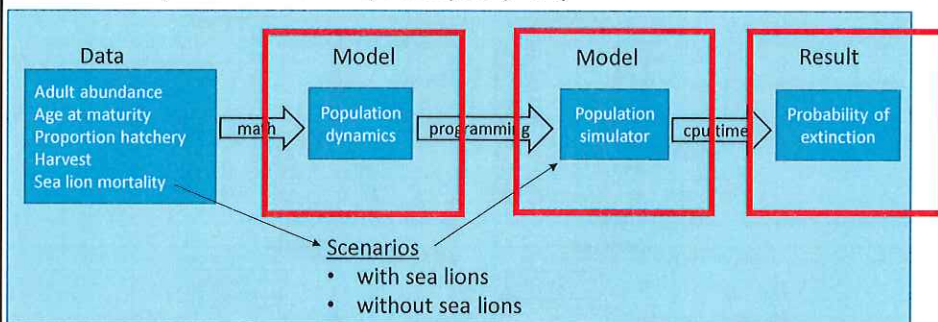 Data
Adult abundance
Age at maturity
Proportion hatchery
Harvest
Sea lion mortality
math
Model
Population
dynamics
programming
Model
Population
simulator
cpu time
Result
Probability of
extinction
Scenarios
• with sea lions
• without sea lions